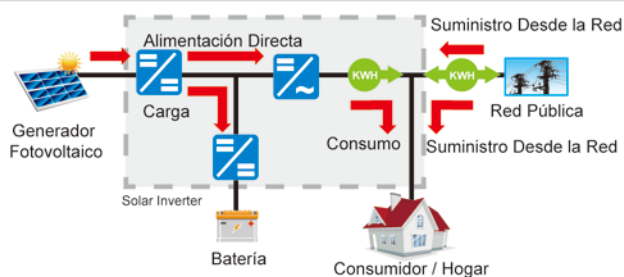 Suministro Desde la Red
Alimentación Directa
KWH
KWH
Carga
Red Pública
Generador
Fotovoltaico
Consumo
Suministro Desde la Red
Solar Inverter
Batería
Consumidor / Hogar